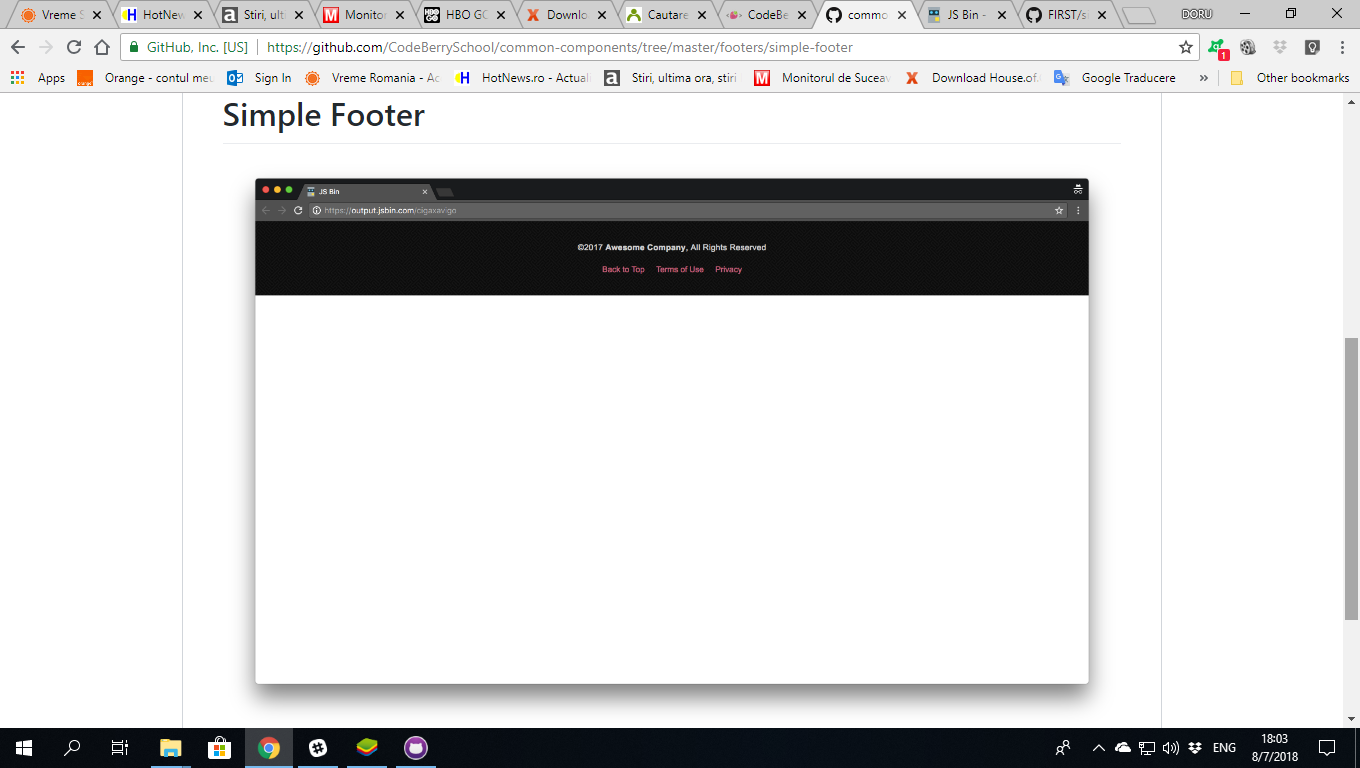 Vreme S
HotNew
Stiri, ulti
Monitor
HBO GO
Downlo
Cautare
CodeBe
commo
JS Bin -
FIRST/s
DORU
GitHub, Inc. [US]
https://github.com/CodeBerrySchool/common-components/tree/master/footers/simple-footer
1
Apps
Orange - contul meu
Sign In
Vreme Romania - Ac
HotNews.ro - Actuali
Stiri, ultima ora, stiri
Monitorul de Suceav
Download House.of.
Google Traducere
»
Other bookmarks
Simple Footer
JS Bin
https://output.jsbin.com/cigaxavigo
©2017 Awesome Company, All Rights Reserved
Back to Top Terms of Use Privacy
ENG
18:03
8/7/2018